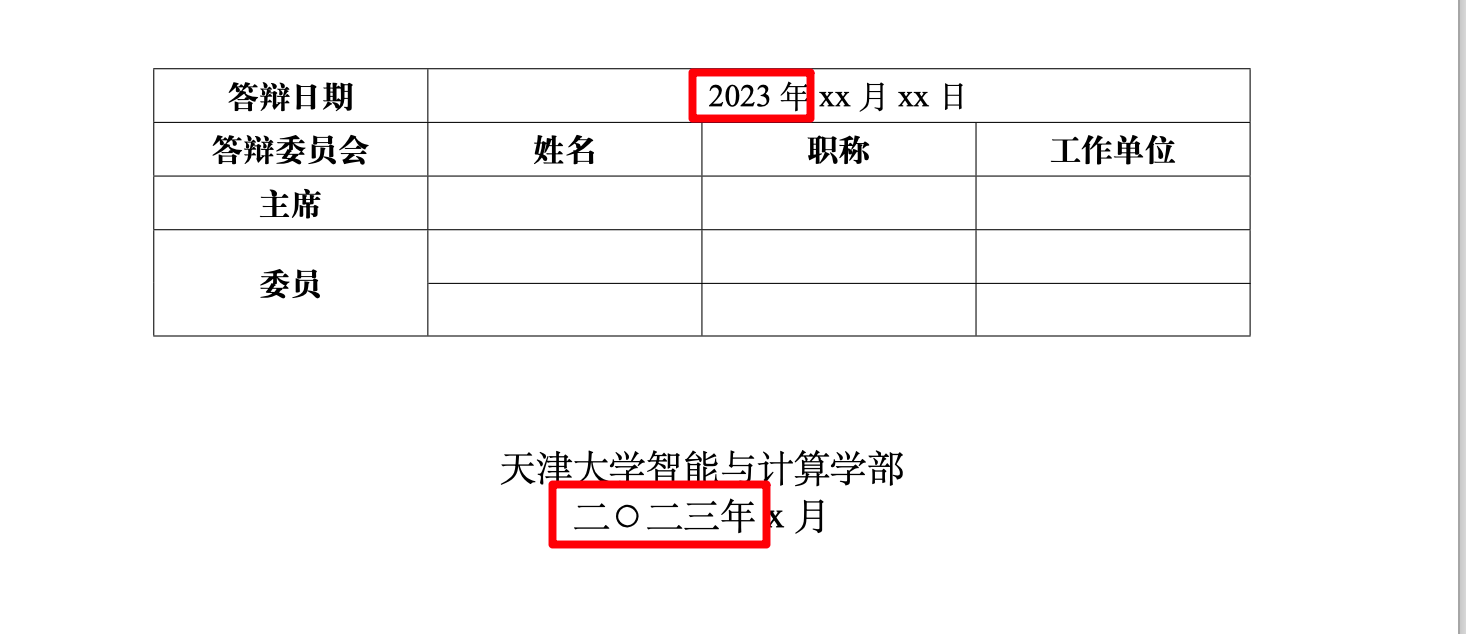 答辩日期 2023 年 xx 月 xx 日
答辩委员会 姓名 职称 工作单位
主席
委员
天津大学智能与计算学部
二〇二三年 x 月